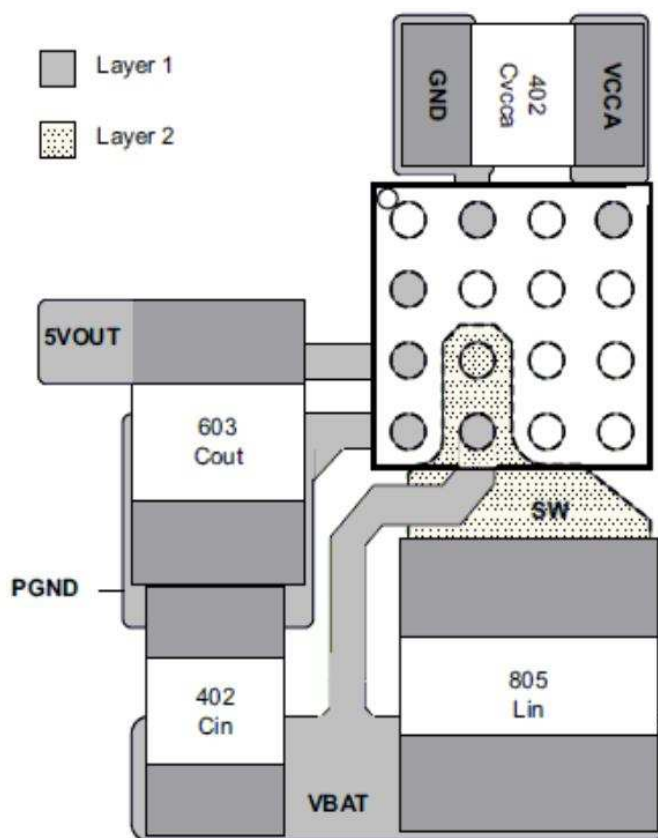 Layer 1
Layer 2
GND
402
Cvcca
VCCA
5VOUT
603
Cout
SW
PGND
402
Cin
805
Lin
VBAT